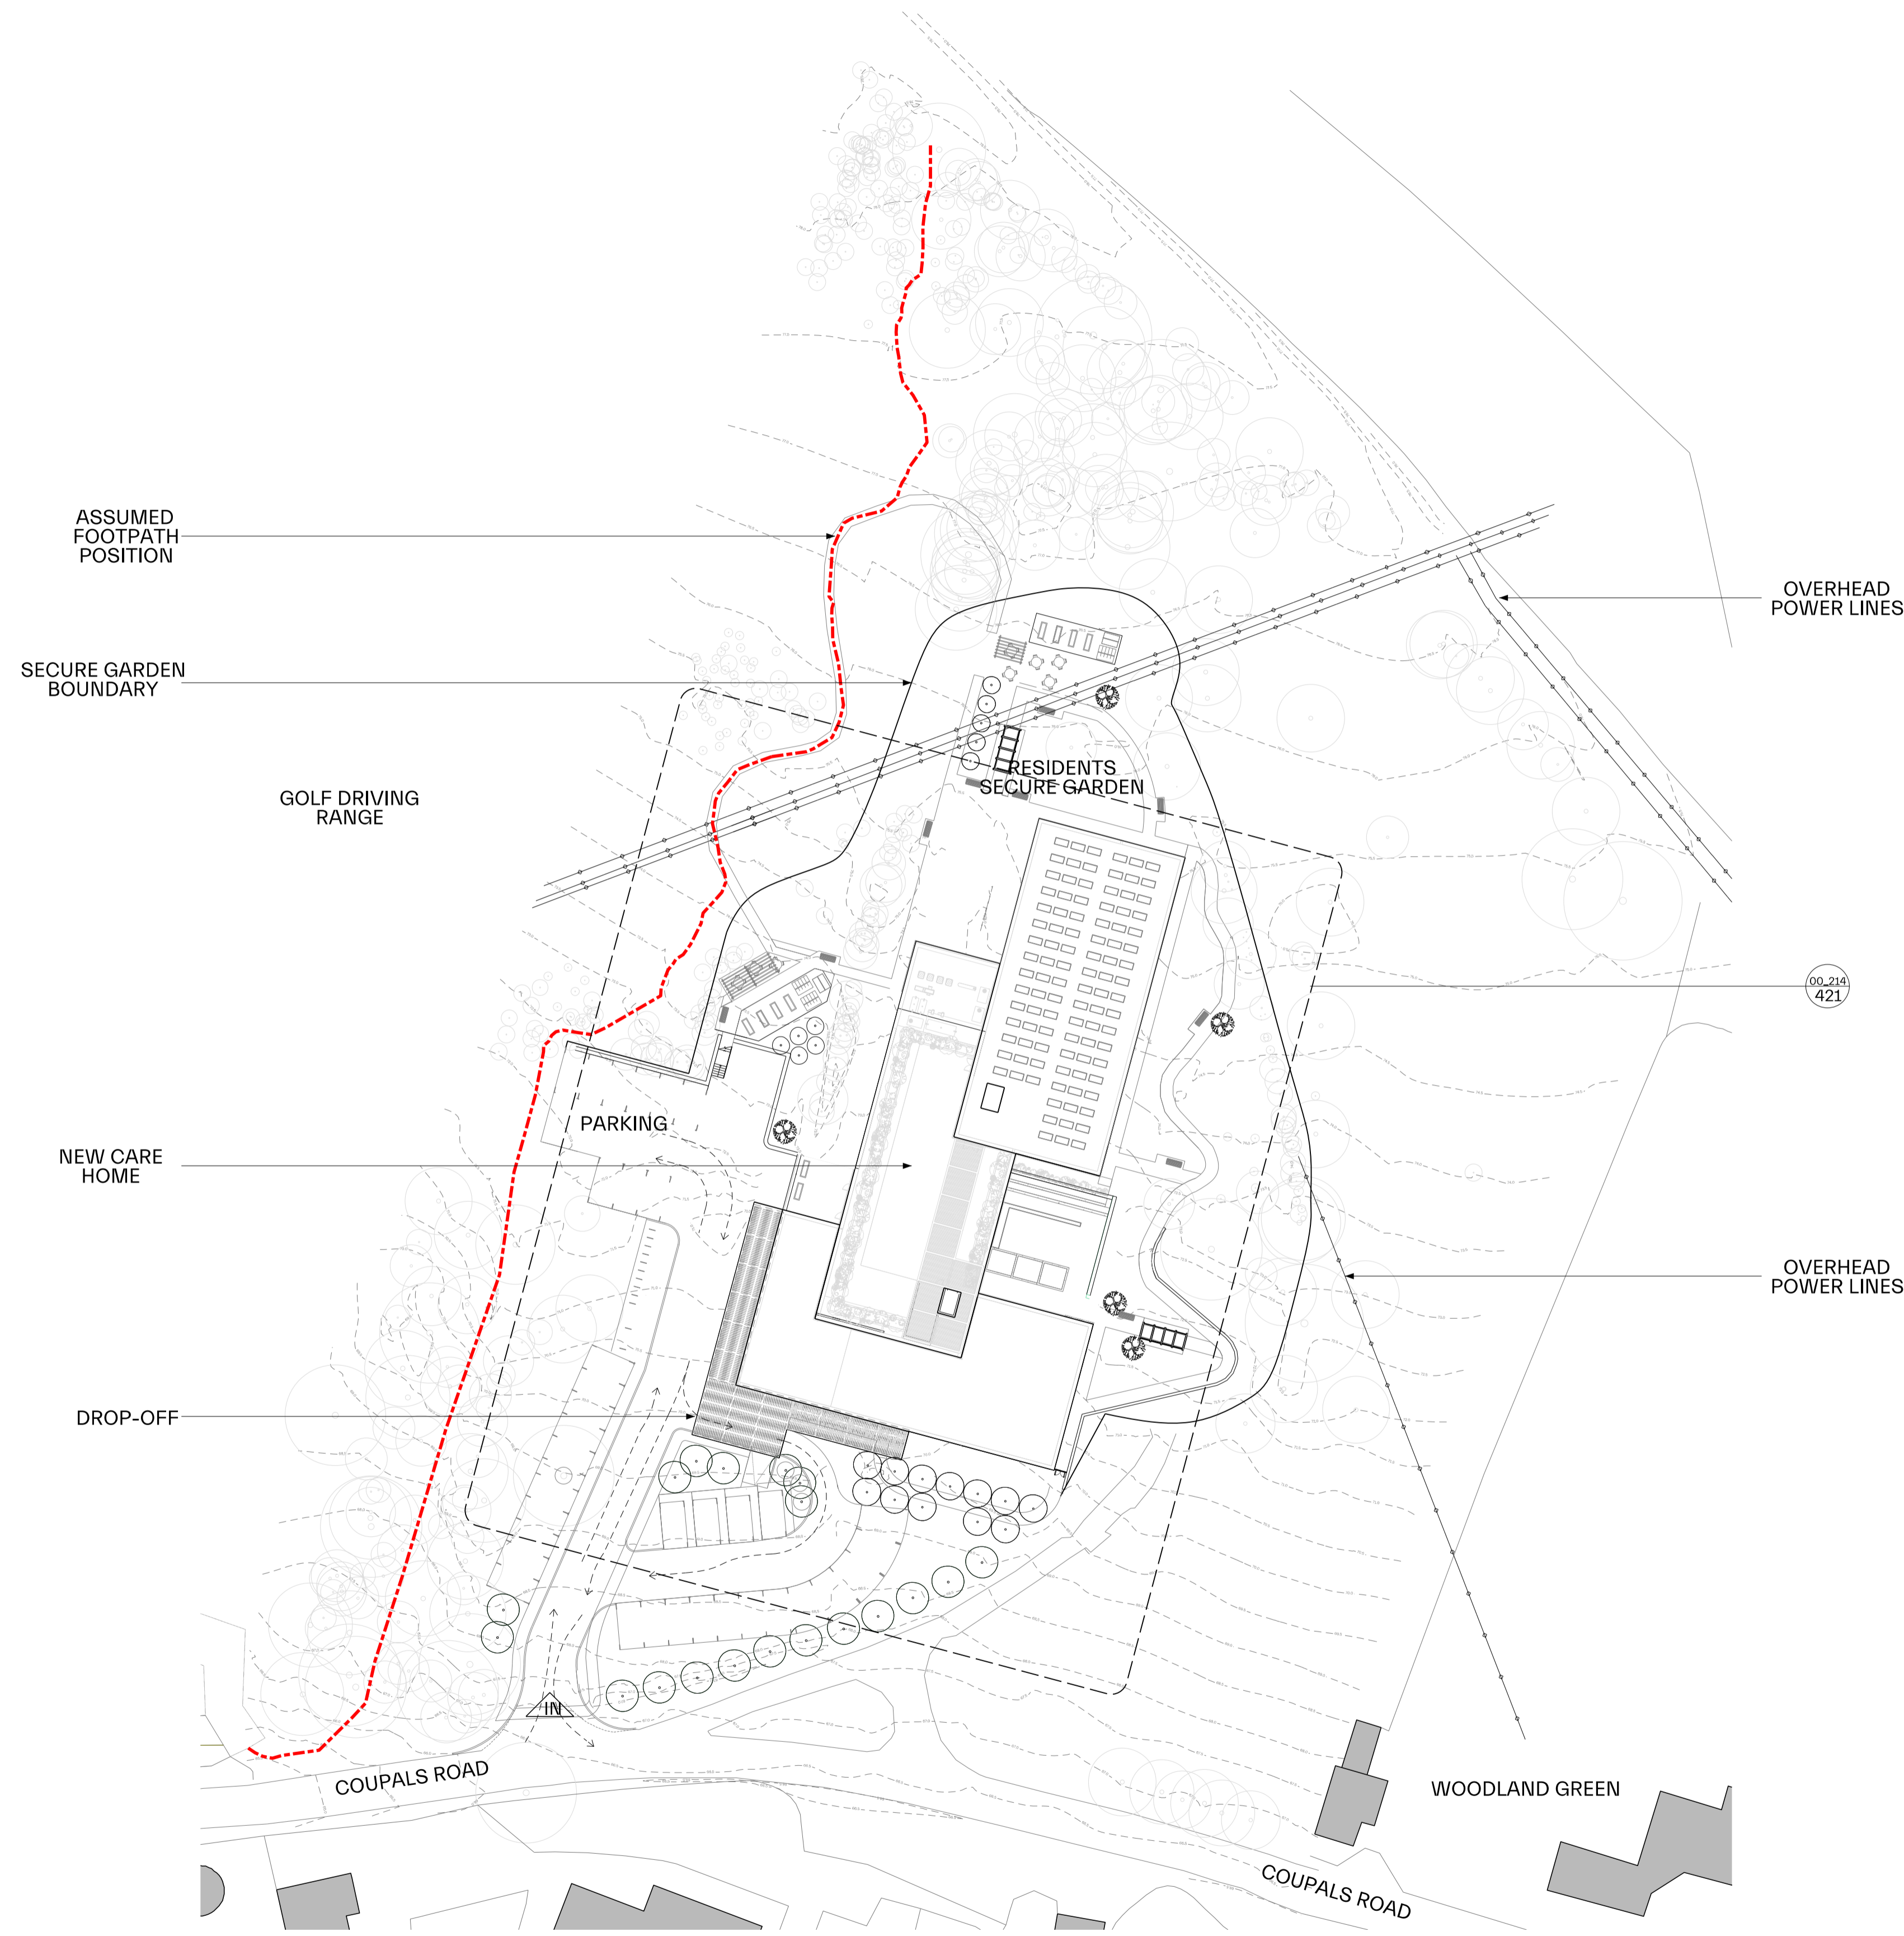 ASSUMED
FOOTPATH
POSITION
OVERHEAD
POWER LINES
SECURE GARDEN
BOUNDARY
RESIDENTS
SECURE GARDEN
GOLF DRIVING
RANGE
00_214
421
PARKING
NEW CARE
HOME
OVERHEAD
POWER LINES
DROP-OFF
IN
COUPALS ROAD
WOODLAND GREEN
COUPALS ROAD